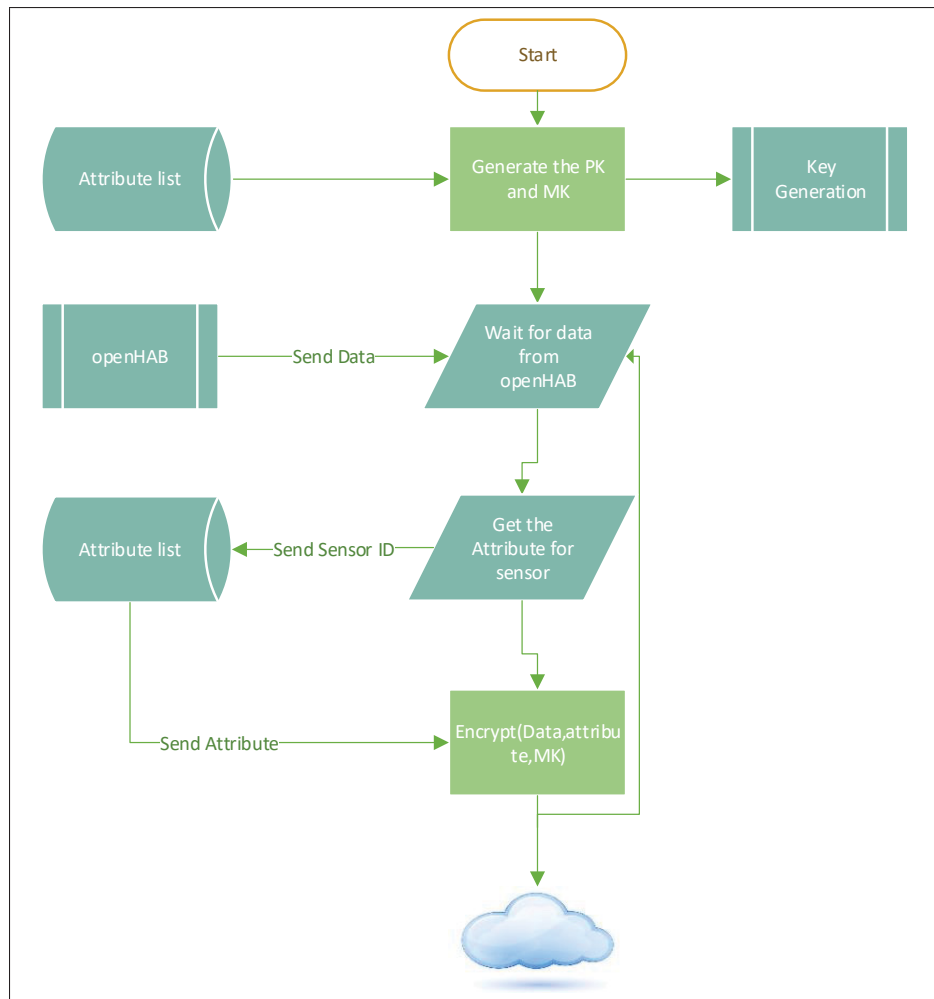 Start
Attribute list
Generate the PK
and MK
Key
Generation
openHAB
Send Data
Wait for data
from
openHAB
Attribute list
Send Sensor ID
Get the
Attribute for
sensor
Send Attribute
Encrypt(Data,attribu
te,MK)